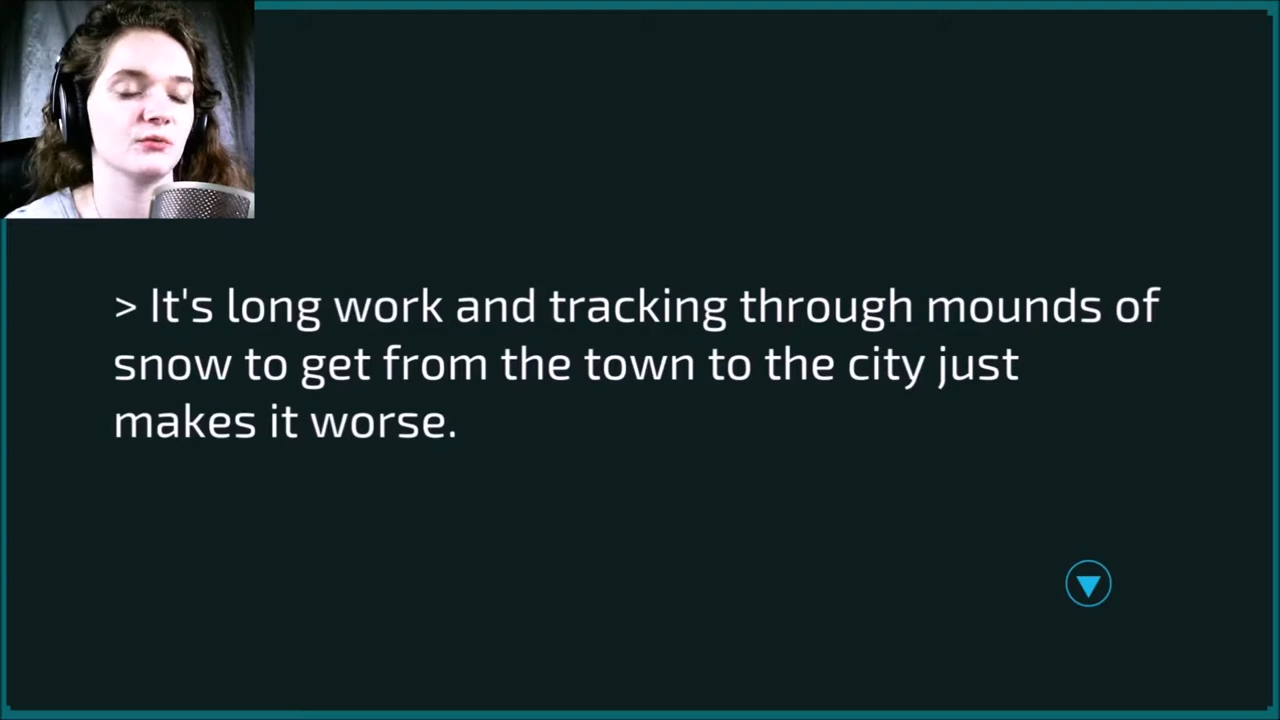 > It's long work and tracking through mounds of
snow to get from the town to the city just
makes it worse.